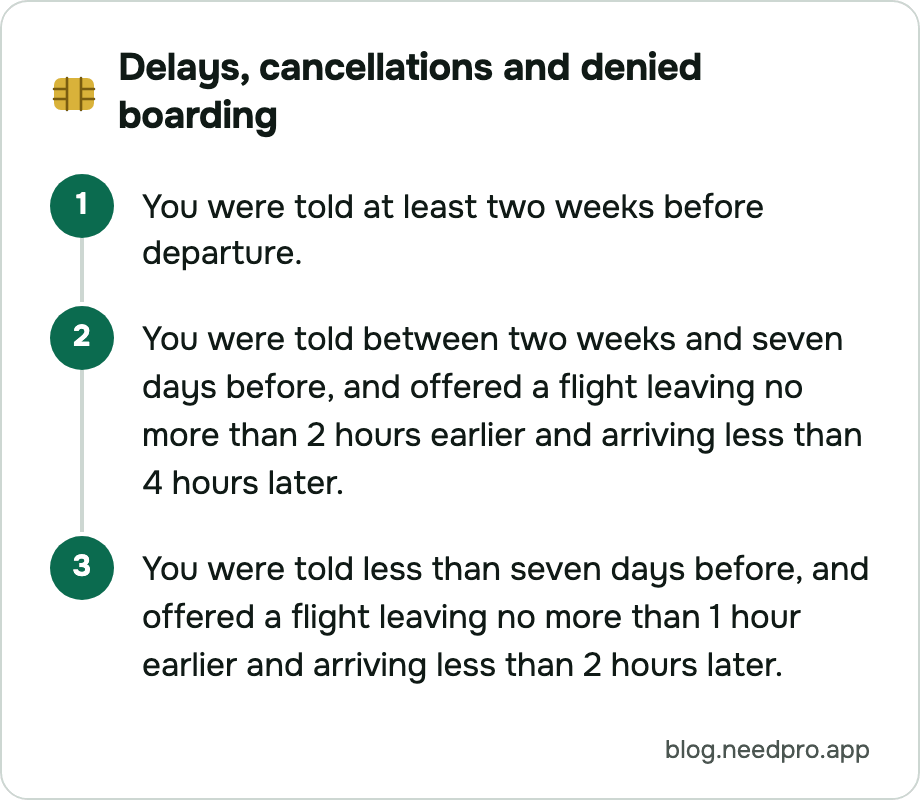 Delays, cancellations and denied
boarding
1
You were told at least two weeks before
departure.
2
You were told between two weeks and seven
days before, and offered a flight leaving no
more than 2 hours earlier and arriving less than
4 hours later.
3
You were told less than seven days before, and
offered a flight leaving no more than 1 hour
earlier and arriving less than 2 hours later.
blog.needpro.app